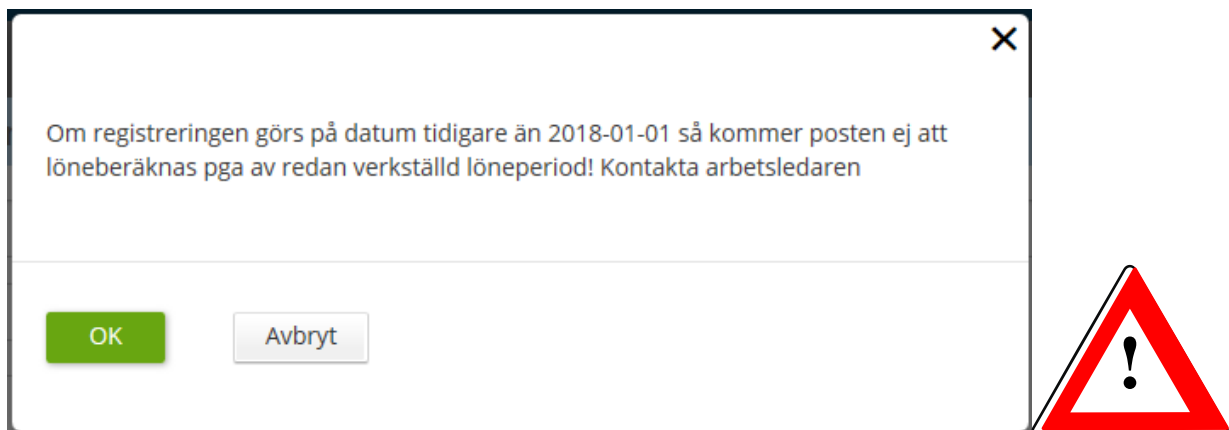 Om registreringen görs på datum tidigare än 2018-01-01 så kommer posten ej att
löneberäknas pga av redan verkställd löneperiod! Kontakta arbetsledaren
OK
Avbryt
!